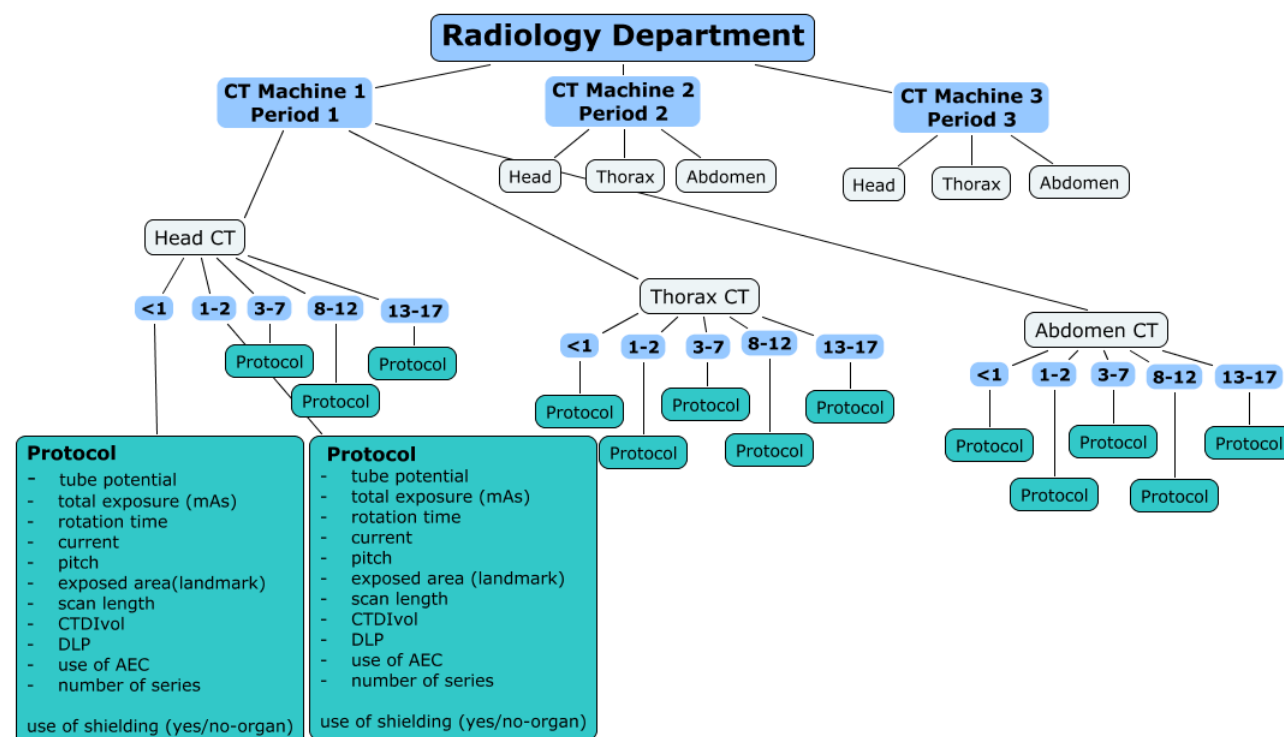 Radiology Department
CT Machine 1
Period 1
CT Machine 2
Period 2
CT Machine 3
Period 3
Head
Thorax
Abdomen
Head
Thorax
Abdomen
Head CT
<1
1-2
3-7
8-12
13-17
Protocol
Protocol
Protocol
Thorax CT
<1
1-2
3-7
8-12
13-17
Protocol
Protocol
Protocol
Protocol
Protocol
Abdomen CT
<1
1-2
3-7
8-12
13-17
Protocol
Protocol
Protocol
Protocol
Protocol
Protocol
- tube potential
- total exposure (mAs)
- rotation time
- current
- pitch
- exposed area(landmark)
- scan length
- CTDIvol
- DLP
- use of AEC
- number of series
use of shielding (yes/no-organ)
Protocol
- tube potential
- total exposure (mAs)
- rotation time
- current
- pitch
- exposed area (landmark)
- scan length
- CTDIvol
- DLP
- use of AEC
- number of series
use of shielding (yes/no-organ)